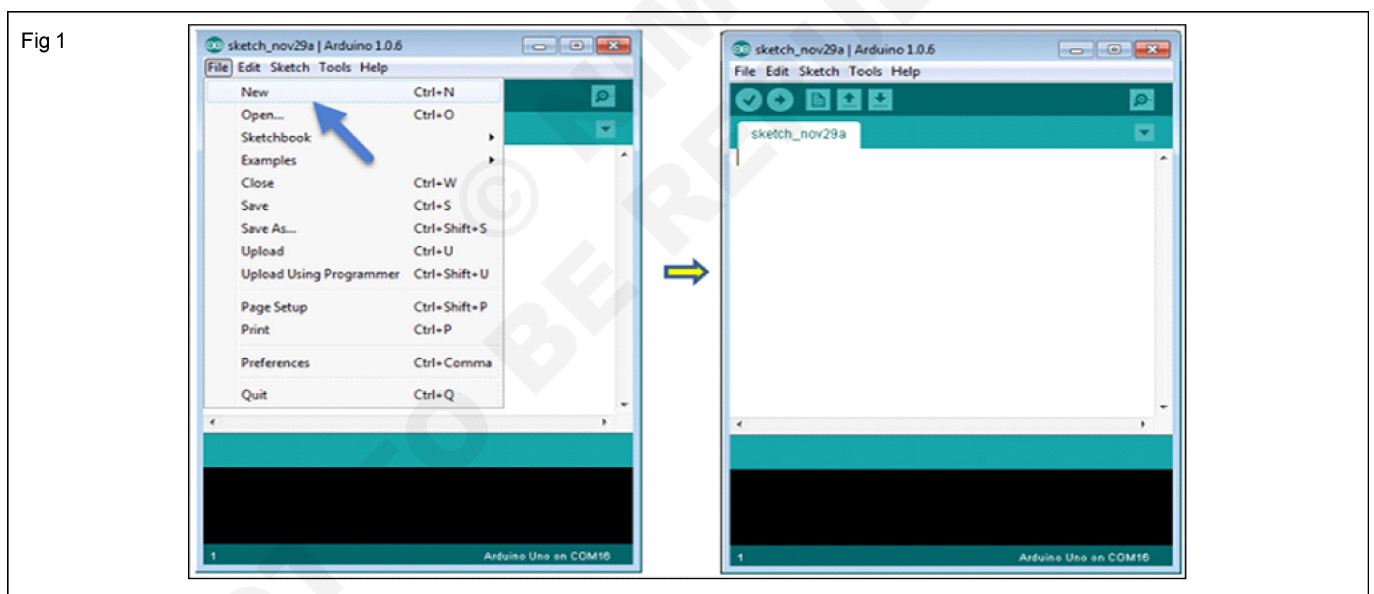 Fig 1
sketch_nov29a | Arduino 1.0.6
File Edit Sketch Tools Help
New Ctrl+N
Open... Ctrl+O
Sketchbook
Examples
Close Ctrl+W
Save Ctrl+S
Save As... Ctrl+Shift+S
Upload Ctrl+U
Upload Using Programmer Ctrl+Shift+U
Page Setup Ctrl+Shift+P
Print Ctrl+P
Preferences Ctrl+Comma
Quit Ctrl+Q
1 Arduino Uno on COM16
sketch_nov29a | Arduino 1.0.6
File Edit Sketch Tools Help
sketch_nov29a
1 Arduino Uno on COM16
©
TO BE